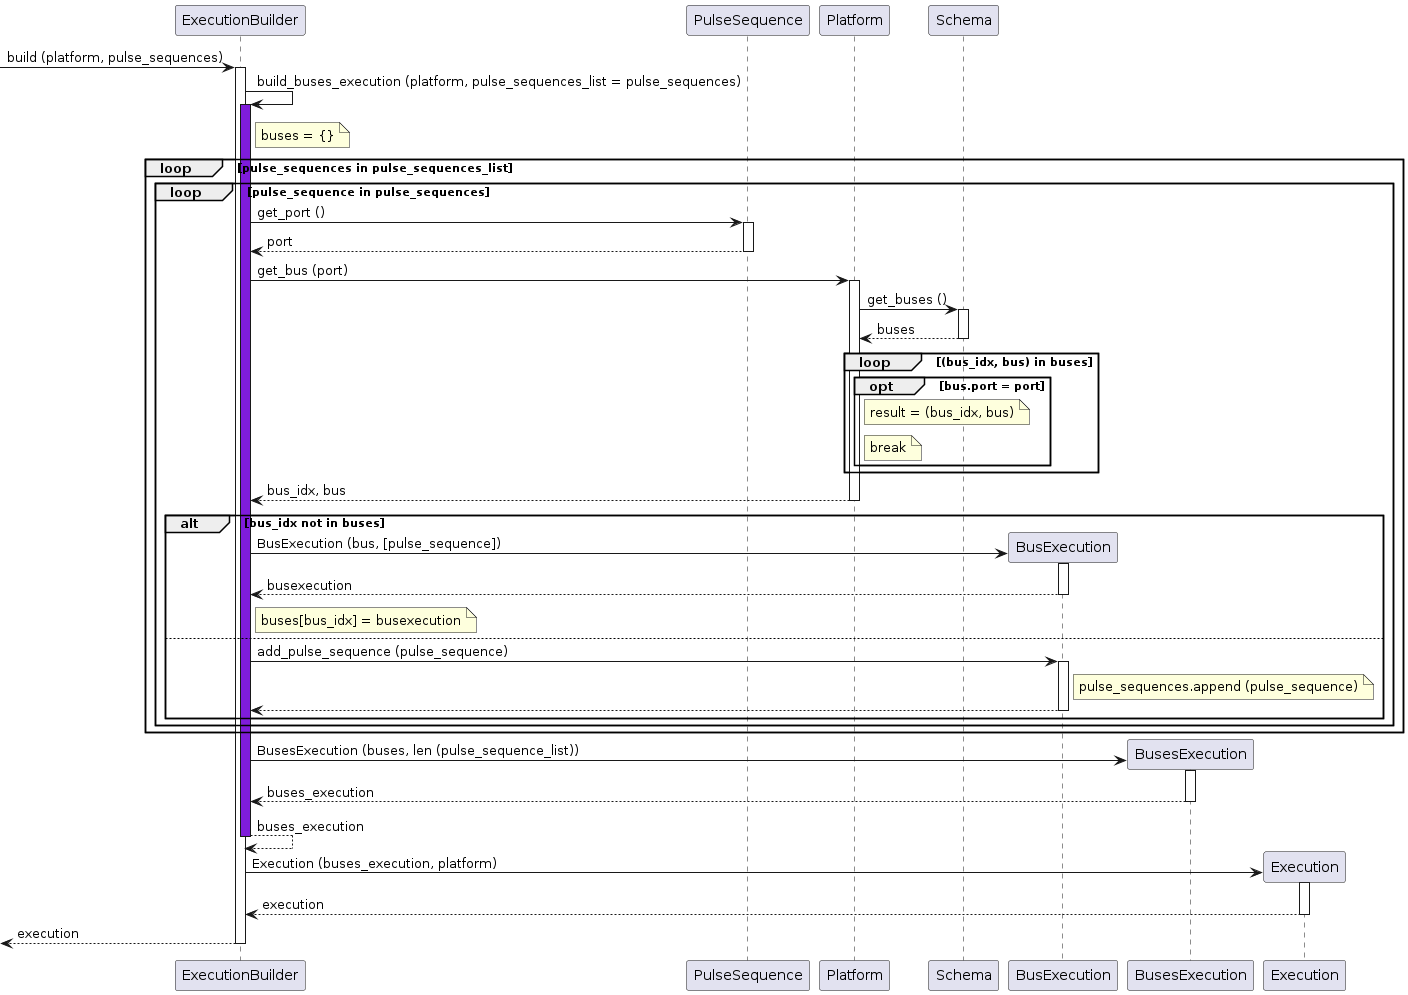 ExecutionBuilder PulseSequence Platform Schema
build (platform, pulse_sequences)
build_buses_execution (platform, pulse_sequences_list = pulse_sequences)
buses = {}
loop [pulse_sequences in pulse_sequences_list]
loop [pulse_sequence in pulse_sequences]
get_port ()
port
get_bus (port)
get_buses ()
buses
loop [(bus_idx, bus) in buses]
opt [bus.port = port]
result = (bus_idx, bus)
break
bus_idx, bus
alt [bus_idx not in buses]
BusExecution (bus, [pulse_sequence]) BusExecution
busexecution
buses[bus_idx] = busexecution
add_pulse_sequence (pulse_sequence)
pulse_sequences.append (pulse_sequence)
BusesExecution (buses, len (pulse_sequence_list)) BusesExecution
buses_execution
buses_execution
Execution (buses_execution, platform) Execution
execution
execution
ExecutionBuilder PulseSequence Platform Schema BusExecution BusesExecution Execution